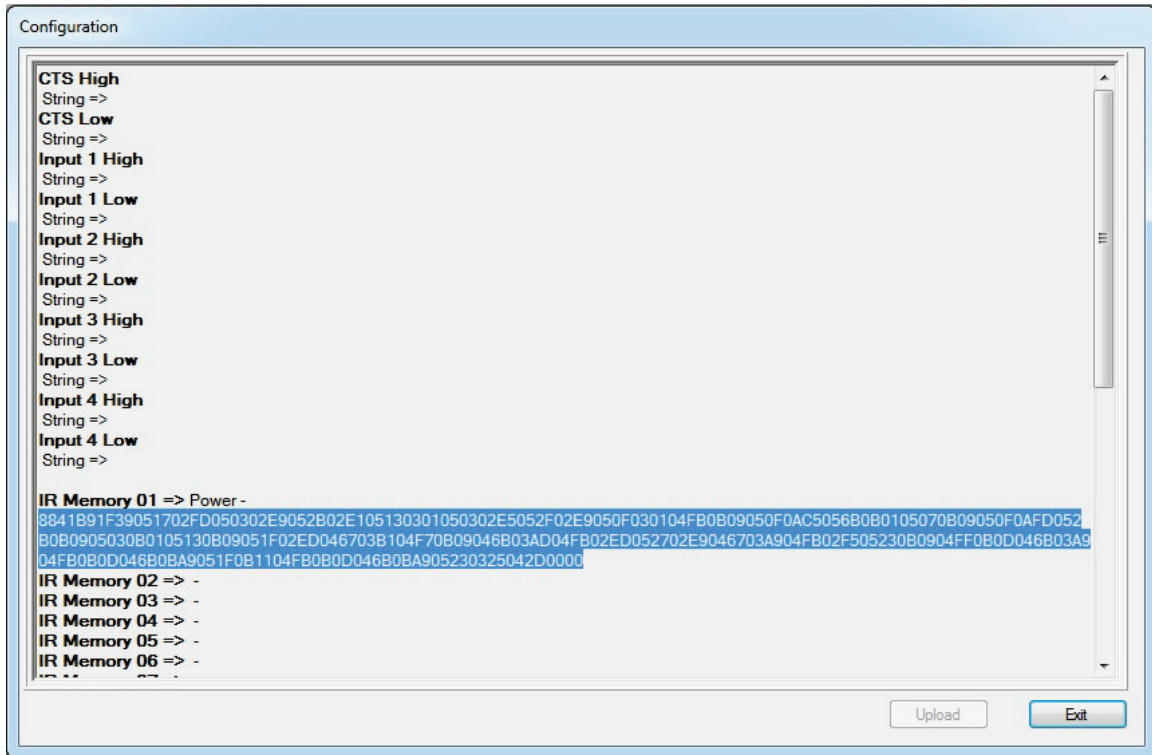 Configuration
CTS High
String =>
CTS Low
String =>
Input 1 High
String =>
Input 1 Low
String =>
Input 2 High
String =>
Input 2 Low
String =>
Input 3 High
String =>
Input 3 Low
String =>
Input 4 High
String =>
Input 4 Low
String =>
IR Memory 01 => Power -
8841B91F39051702FD050302E9052B02E105130301050302E5052F02E9050F030104FB0B09050F0AC5056B0B0105070B09050F0AFD052
B0B0905030B0105130B09051F02ED046703B104F70B09046B03AD04FB02ED052702E9046703A904FB02F505230B0904FF0B0D046B03A9
04FB0B0D046B0BA9051F0B1104FB0B0D046B0BA905230325042D0000
IR Memory 02 => -
IR Memory 03 => -
IR Memory 04 => -
IR Memory 05 => -
IR Memory 06 => -
Upload Exit